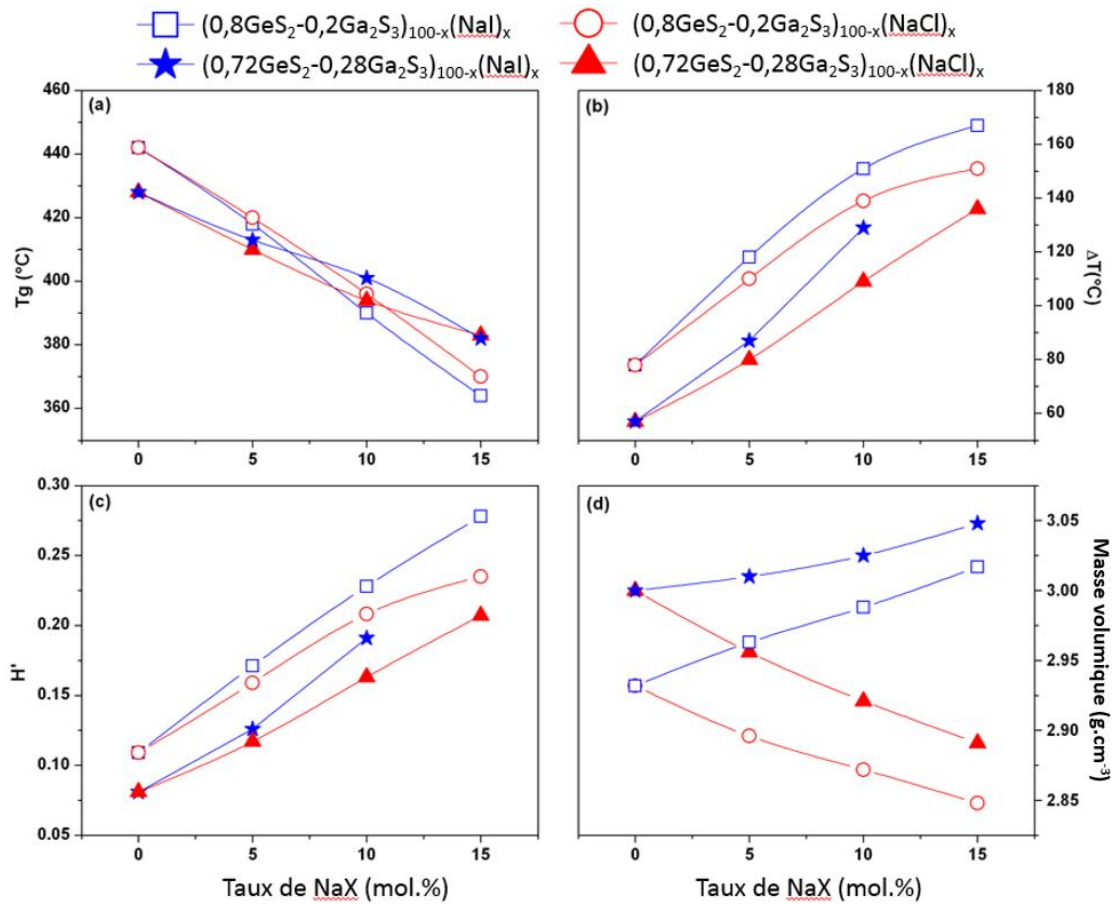 (0,8GeS₂-0,2Ga₂S₃)₁₀₀₋ₓ(NaI)ₓ (0,8GeS₂-0,2Ga₂S₃)₁₀₀₋ₓ(NaCl)ₓ
(0,72GeS₂-0,28Ga₂S₃)₁₀₀₋ₓ(NaI)ₓ (0,72GeS₂-0,28Ga₂S₃)₁₀₀₋ₓ(NaCl)ₓ
(a)
460
440
420
400
380
360
Tg (°C)
0 5 10 15
(b)
180
160
140
120
100
80
60
ΔT(°C)
0 5 10 15
(c)
0.30
0.25
0.20
0.15
0.10
0.05
H'
0 5 10 15
Taux de NaX (mol.%)
(d)
3.05
3.00
2.95
2.90
2.85
Masse volumique (g.cm⁻³)
0 5 10 15
Taux de NaX (mol.%)